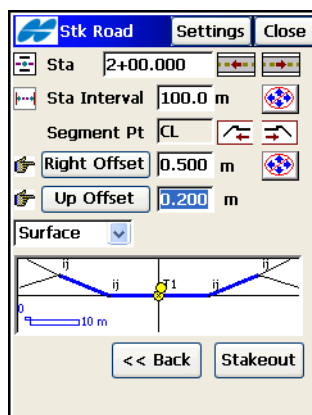 Stk Road Settings Close
Sta 2+00.000
Sta Interval 100.0 m
Segment Pt CL
Right Offset 0.500 m
Up Offset 0.200 m
Surface
ij ij
ij T1 ij
0
10 m
<< Back Stakeout